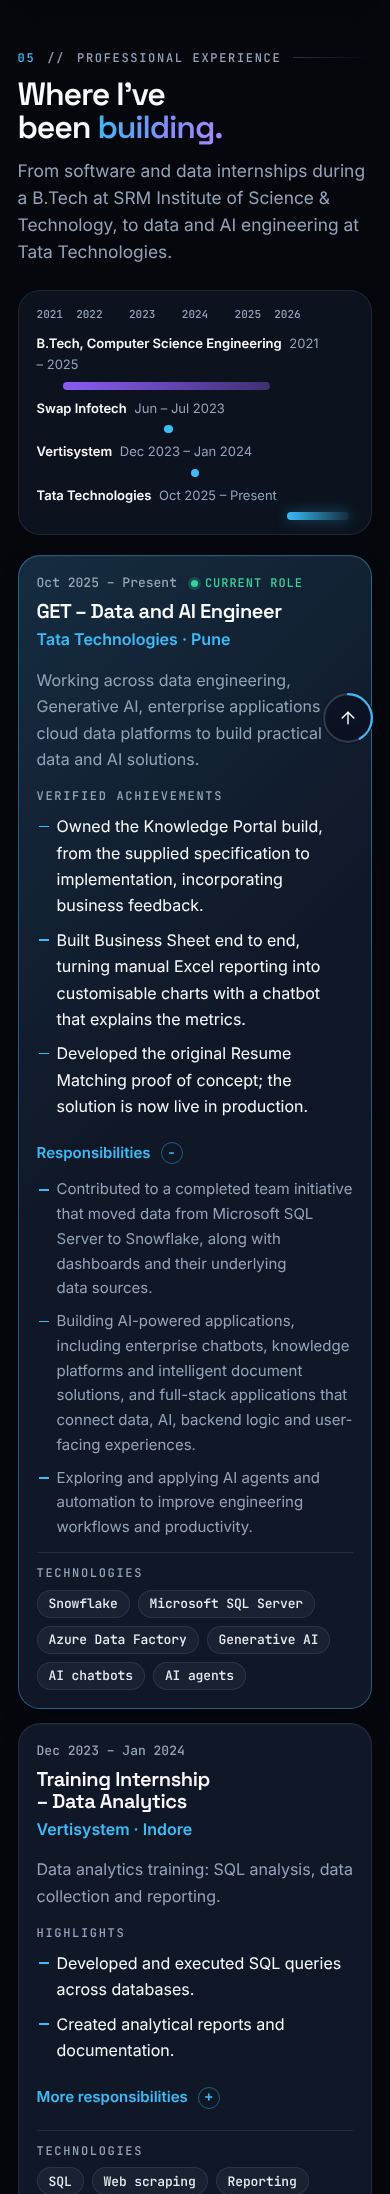 05 // PROFESSIONAL EXPERIENCE
Where I've
been building.
From software and data internships during
a B.Tech at SRM Institute of Science &
Technology, to data and AI engineering at
Tata Technologies.
2021 2022 2023 2024 2025 2026
B.Tech, Computer Science Engineering 2021
– 2025
Swap Infotech Jun – Jul 2023
Vertisystem Dec 2023 – Jan 2024
Tata Technologies Oct 2025 – Present
Oct 2025 – Present CURRENT ROLE
GET – Data and AI Engineer
Tata Technologies · Pune
Working across data engineering,
Generative AI, enterprise applications
cloud data platforms to build practical
data and AI solutions.
VERIFIED ACHIEVEMENTS
Owned the Knowledge Portal build,
from the supplied specification to
implementation, incorporating
business feedback.
Built Business Sheet end to end,
turning manual Excel reporting into
customisable charts with a chatbot
that explains the metrics.
Developed the original Resume
Matching proof of concept; the
solution is now live in production.
Responsibilities -
Contributed to a completed team initiative
that moved data from Microsoft SQL
Server to Snowflake, along with
dashboards and their underlying
data sources.
Building AI-powered applications,
including enterprise chatbots, knowledge
platforms and intelligent document
solutions, and full-stack applications that
connect data, AI, backend logic and user-
facing experiences.
Exploring and applying AI agents and
automation to improve engineering
workflows and productivity.
TECHNOLOGIES
Snowflake Microsoft SQL Server
Azure Data Factory Generative AI
AI chatbots AI agents
Dec 2023 – Jan 2024
Training Internship
– Data Analytics
Vertisystem · Indore
Data analytics training: SQL analysis, data
collection and reporting.
HIGHLIGHTS
Developed and executed SQL queries
across databases.
Created analytical reports and
documentation.
More responsibilities +
TECHNOLOGIES
SQL Web scraping Reporting